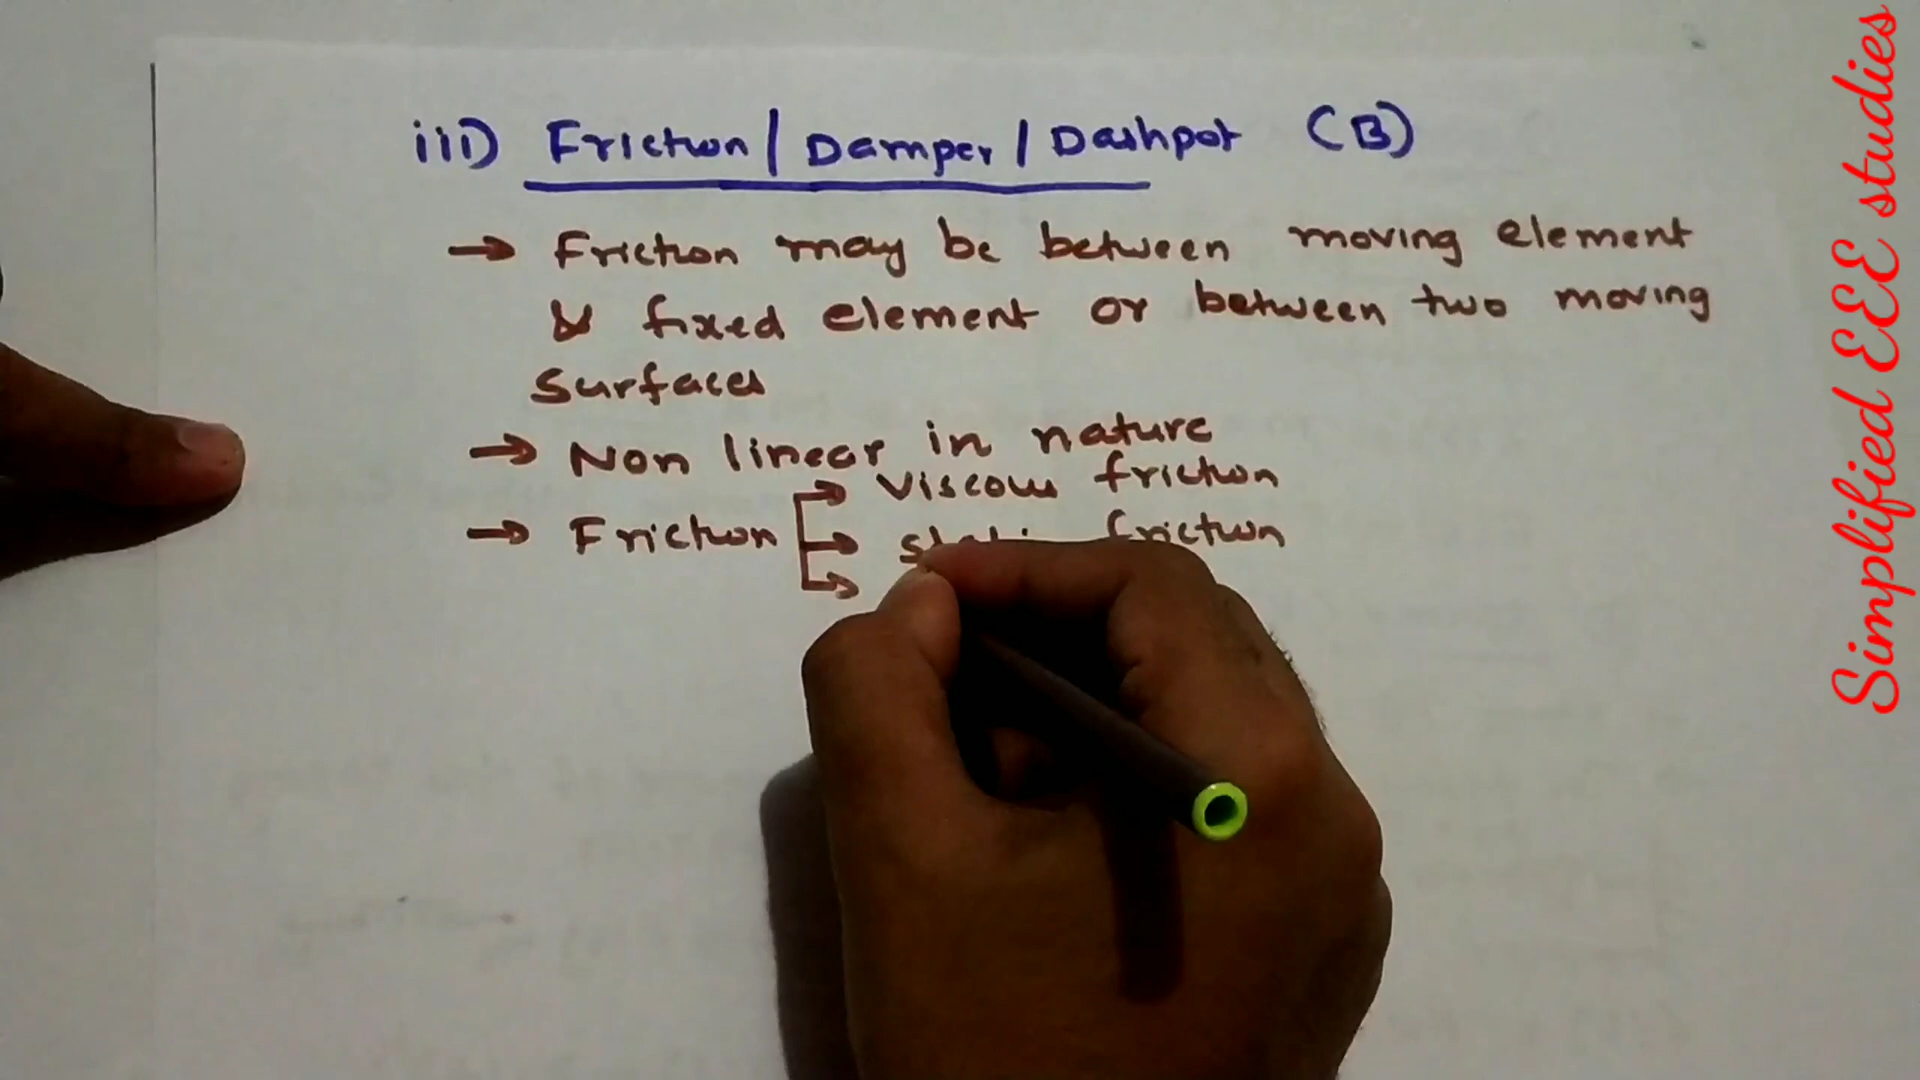 iii) Friction / Damper / Dashpot (B)
→ Friction may be between moving element
& fixed element or between two moving
surfaces
→ Non linear in nature
→ Viscous friction
→ Friction
→ friction
Simplified EEE studies